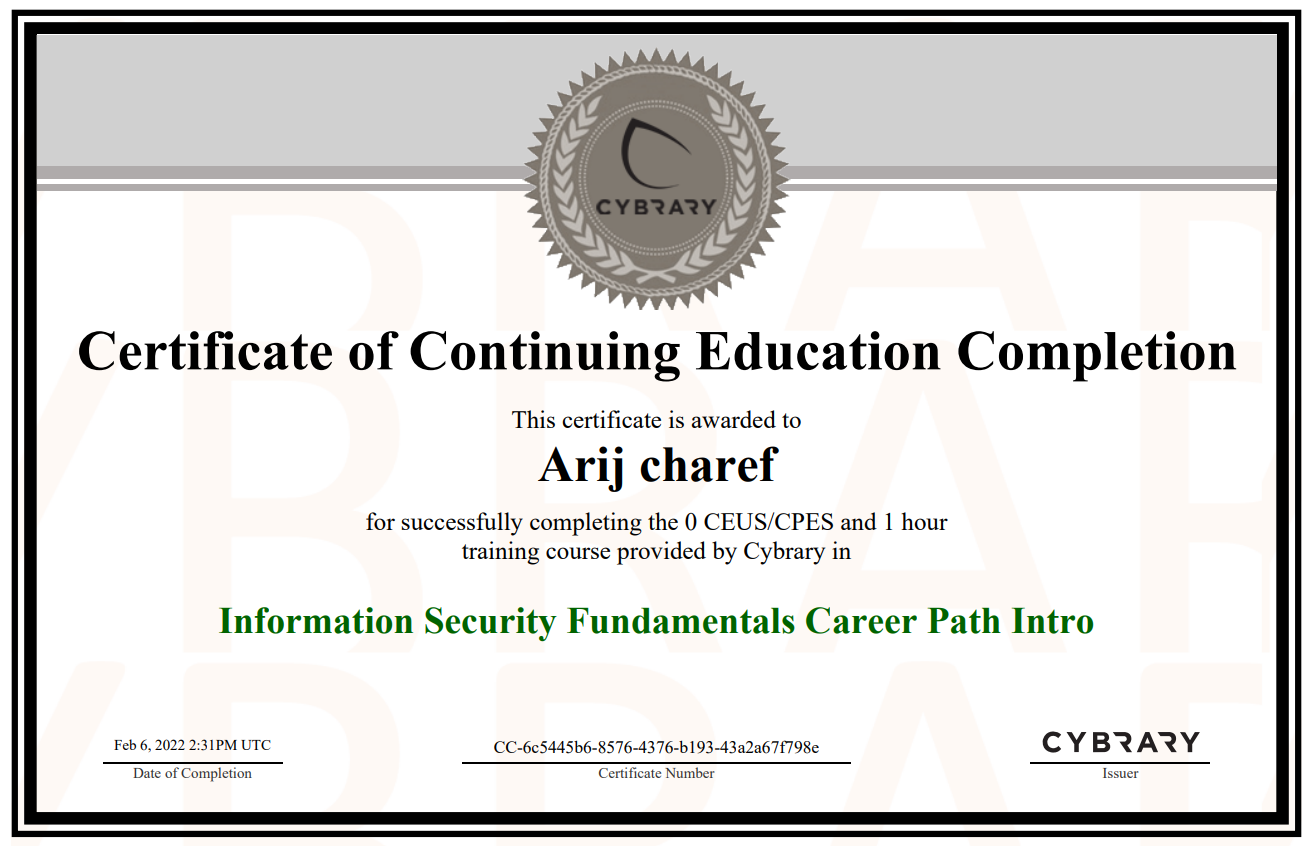 CYBRARY
Certificate of Continuing Education Completion
This certificate is awarded to
Arij charef
for successfully completing the 0 CEUS/CPES and 1 hour
training course provided by Cybrary in
Information Security Fundamentals Career Path Intro
Feb 6, 2022 2:31PM UTC
Date of Completion
CC-6c5445b6-8576-4376-b193-43a2a67f798e
Certificate Number
CYBRARY
Issuer